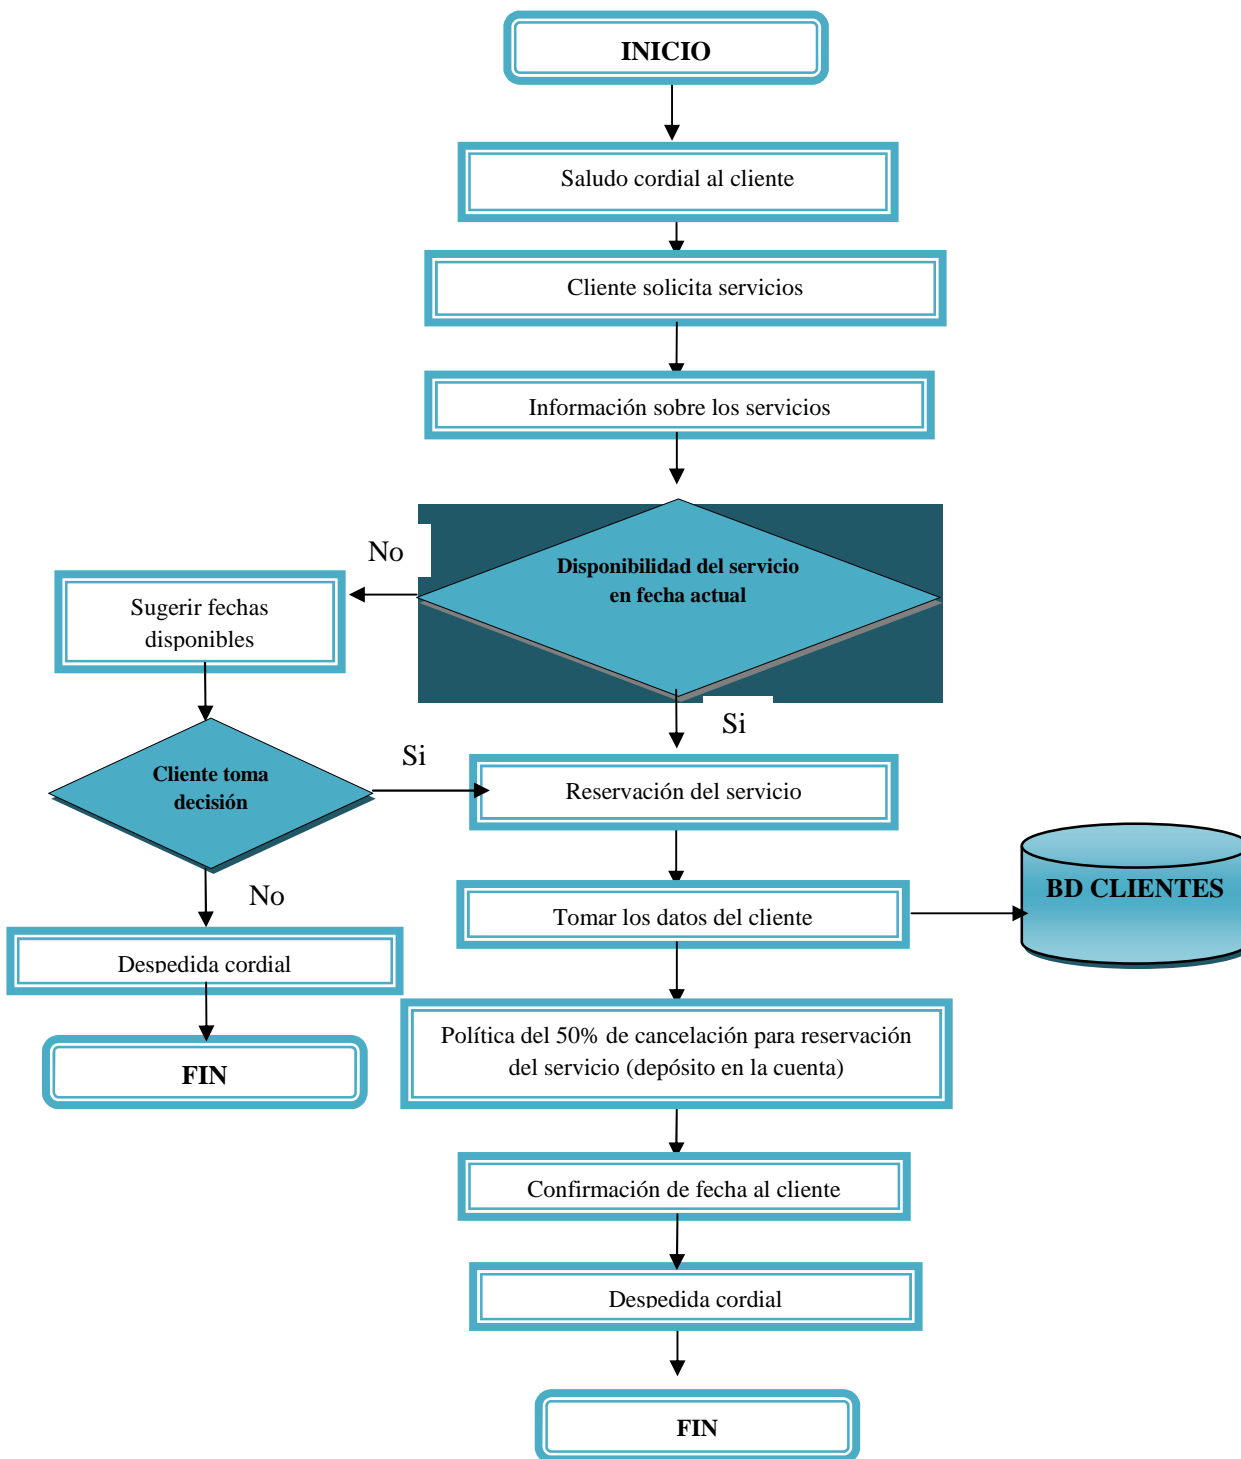 INICIO
Saludo cordial al cliente
Cliente solicita servicios
Información sobre los servicios
Disponibilidad del servicio
en fecha actual
No
Sugerir fechas
disponibles
Si
Cliente toma
decisión
Si
Reservación del servicio
No
Tomar los datos del cliente
BD CLIENTES
Despedida cordial
FIN
Política del 50% de cancelación para reservación
del servicio (depósito en la cuenta)
Confirmación de fecha al cliente
Despedida cordial
FIN